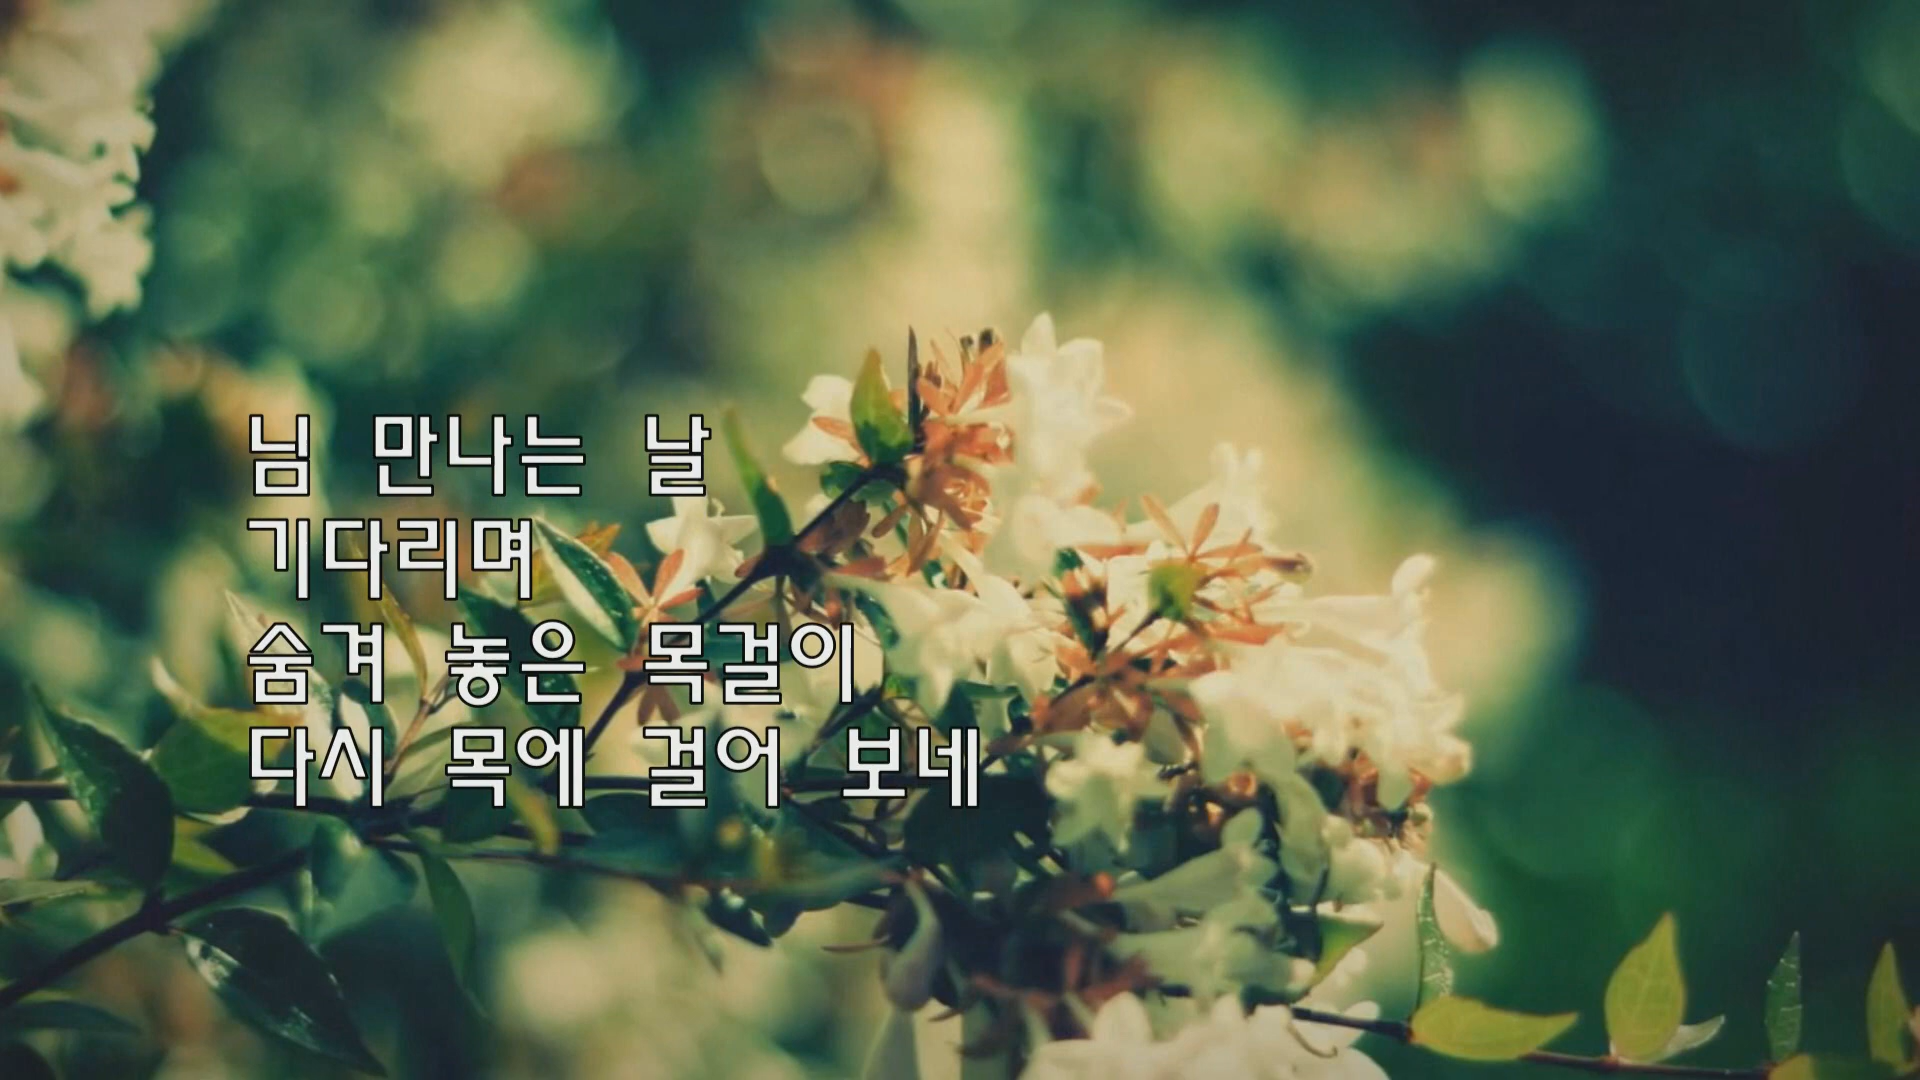 님 만나는 날
기다리며
숨겨 놓은 목걸이
다시 목에 걸어 보네